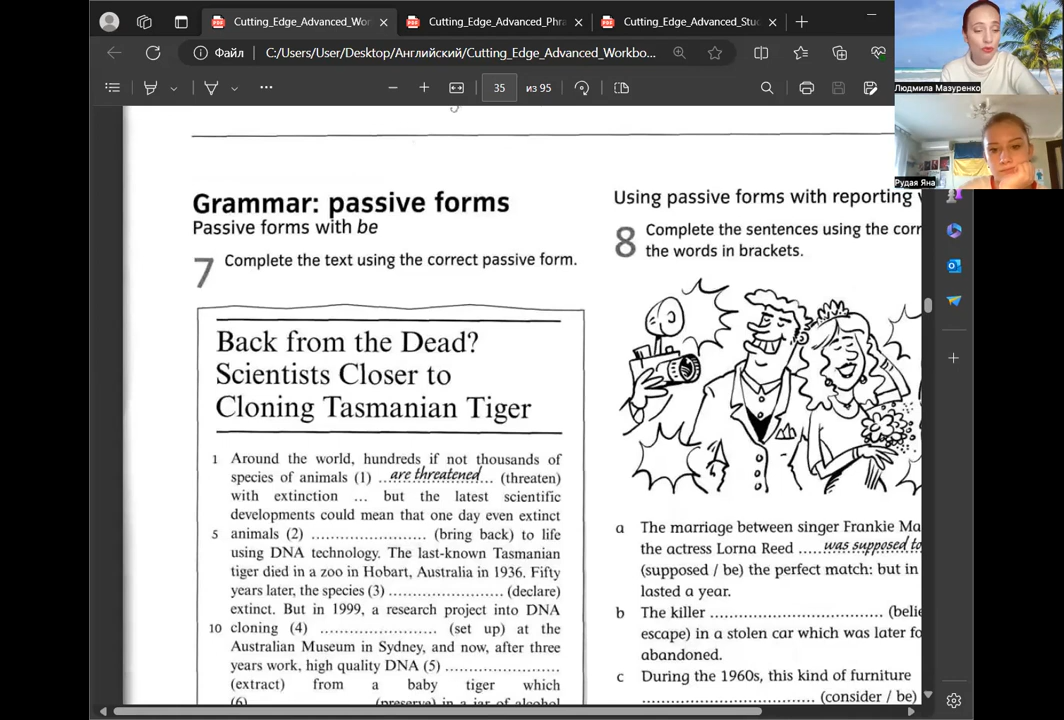 Cutting_Edge_Advanced_Wor
Cutting_Edge_Advanced_Phra
Cutting_Edge_Advanced_Stud
Файл
C:/Users/User/Desktop/Английский/Cutting_Edge_Advanced_Workbo...
35
из 95
Людмила Мазуренко
Рудая Яна
Grammar: passive forms
Passive forms with be
7 Complete the text using the correct passive form.
Back from the Dead?
Scientists Closer to
Cloning Tasmanian Tiger
1 Around the world, hundreds if not thousands of
species of animals (1) ...are threatened... (threaten)
with extinction ... but the latest scientific
developments could mean that one day even extinct
5 animals (2) ........................ (bring back) to life
using DNA technology. The last-known Tasmanian
tiger died in a zoo in Hobart, Australia in 1936. Fifty
years later, the species (3) ........................ (declare)
extinct. But in 1999, a research project into DNA
10 cloning (4) ........................ (set up) at the
Australian Museum in Sydney, and now, after three
years work, high quality DNA (5) ........................
(extract) from a baby tiger which
(6) ........................ (preserve) in a jar of alcohol
Using passive forms with reporting
8 Complete the sentences using the corr
the words in brackets.
a The marriage between singer Frankie Ma
the actress Lorna Reed .....was supposed to
(supposed / be) the perfect match: but in
lasted a year.
b The killer .................................... (belie
escape) in a stolen car which was later fo
abandoned.
c During the 1960s, this kind of furniture
.................................... (consider / be)